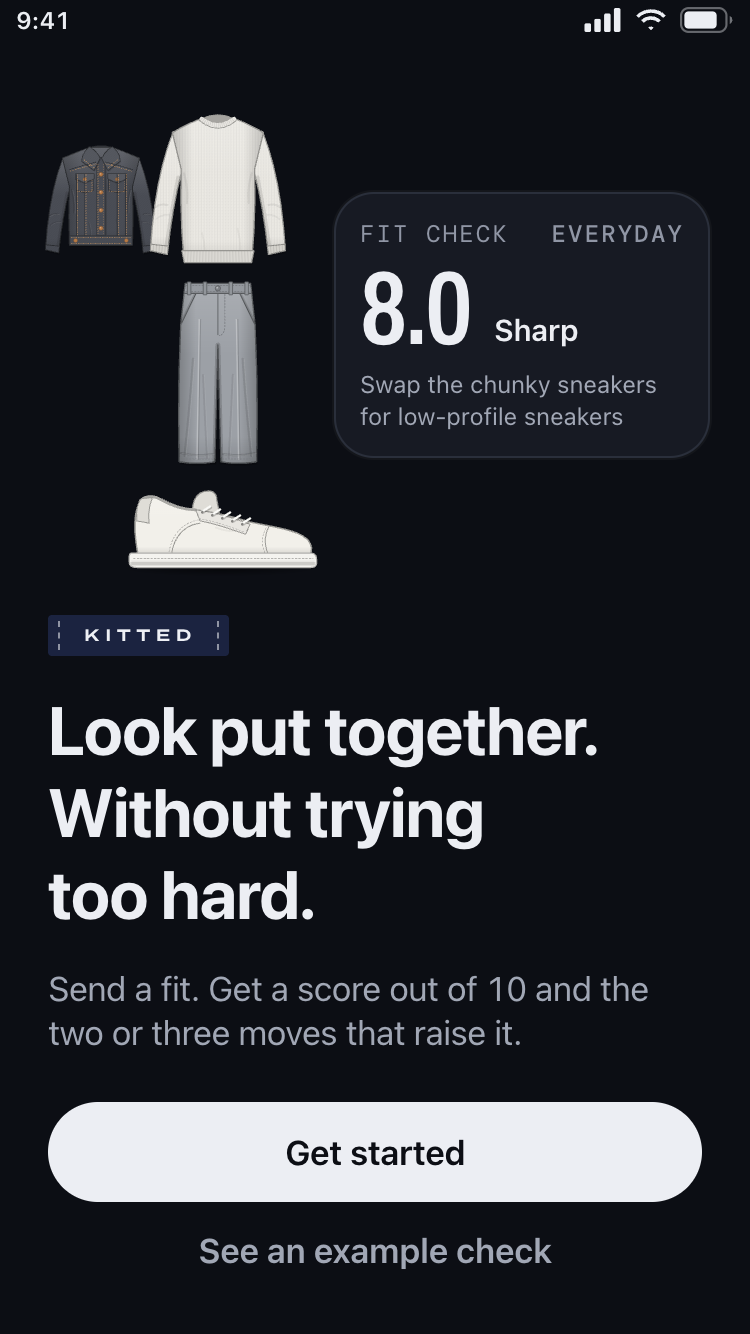 9:41
FIT CHECK EVERYDAY
8.0 Sharp
Swap the chunky sneakers
for low-profile sneakers
KITTED
Look put together.
Without trying
too hard.
Send a fit. Get a score out of 10 and the
two or three moves that raise it.
Get started
See an example check